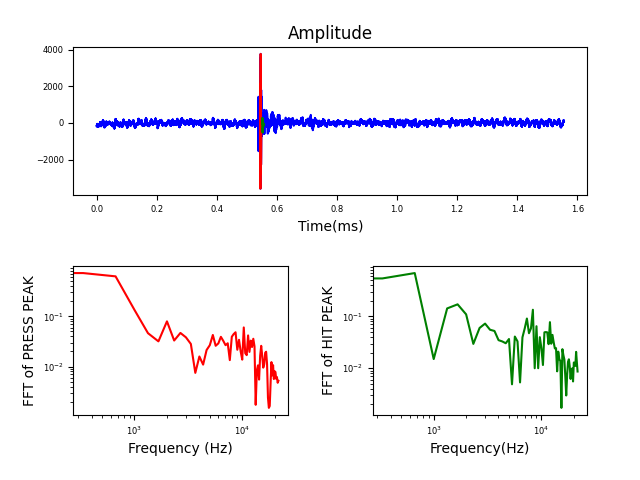 Amplitude
4000
2000
0
−2000
0.0 0.2 0.4 0.6 0.8 1.0 1.2 1.4 1.6
Time(ms)
FFT of PRESS PEAK
10⁻¹
10⁻²
10³ 10⁴
Frequency (Hz)
FFT of HIT PEAK
10⁻¹
10⁻²
10³ 10⁴
Frequency(Hz)